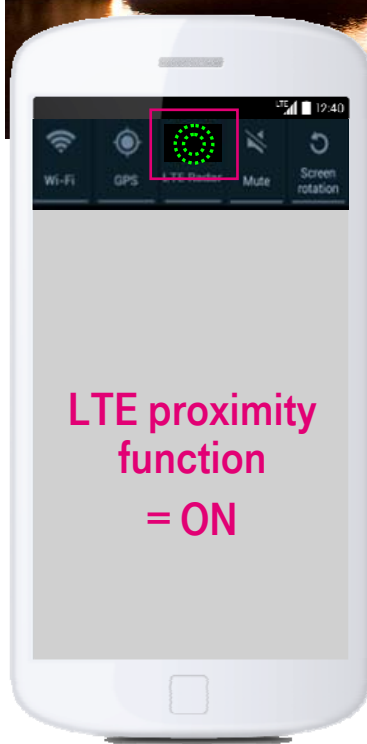 LTE 12:40
Wi-Fi GPS LTE Radar Mute Screen
rotation
LTE proximity
function
= ON